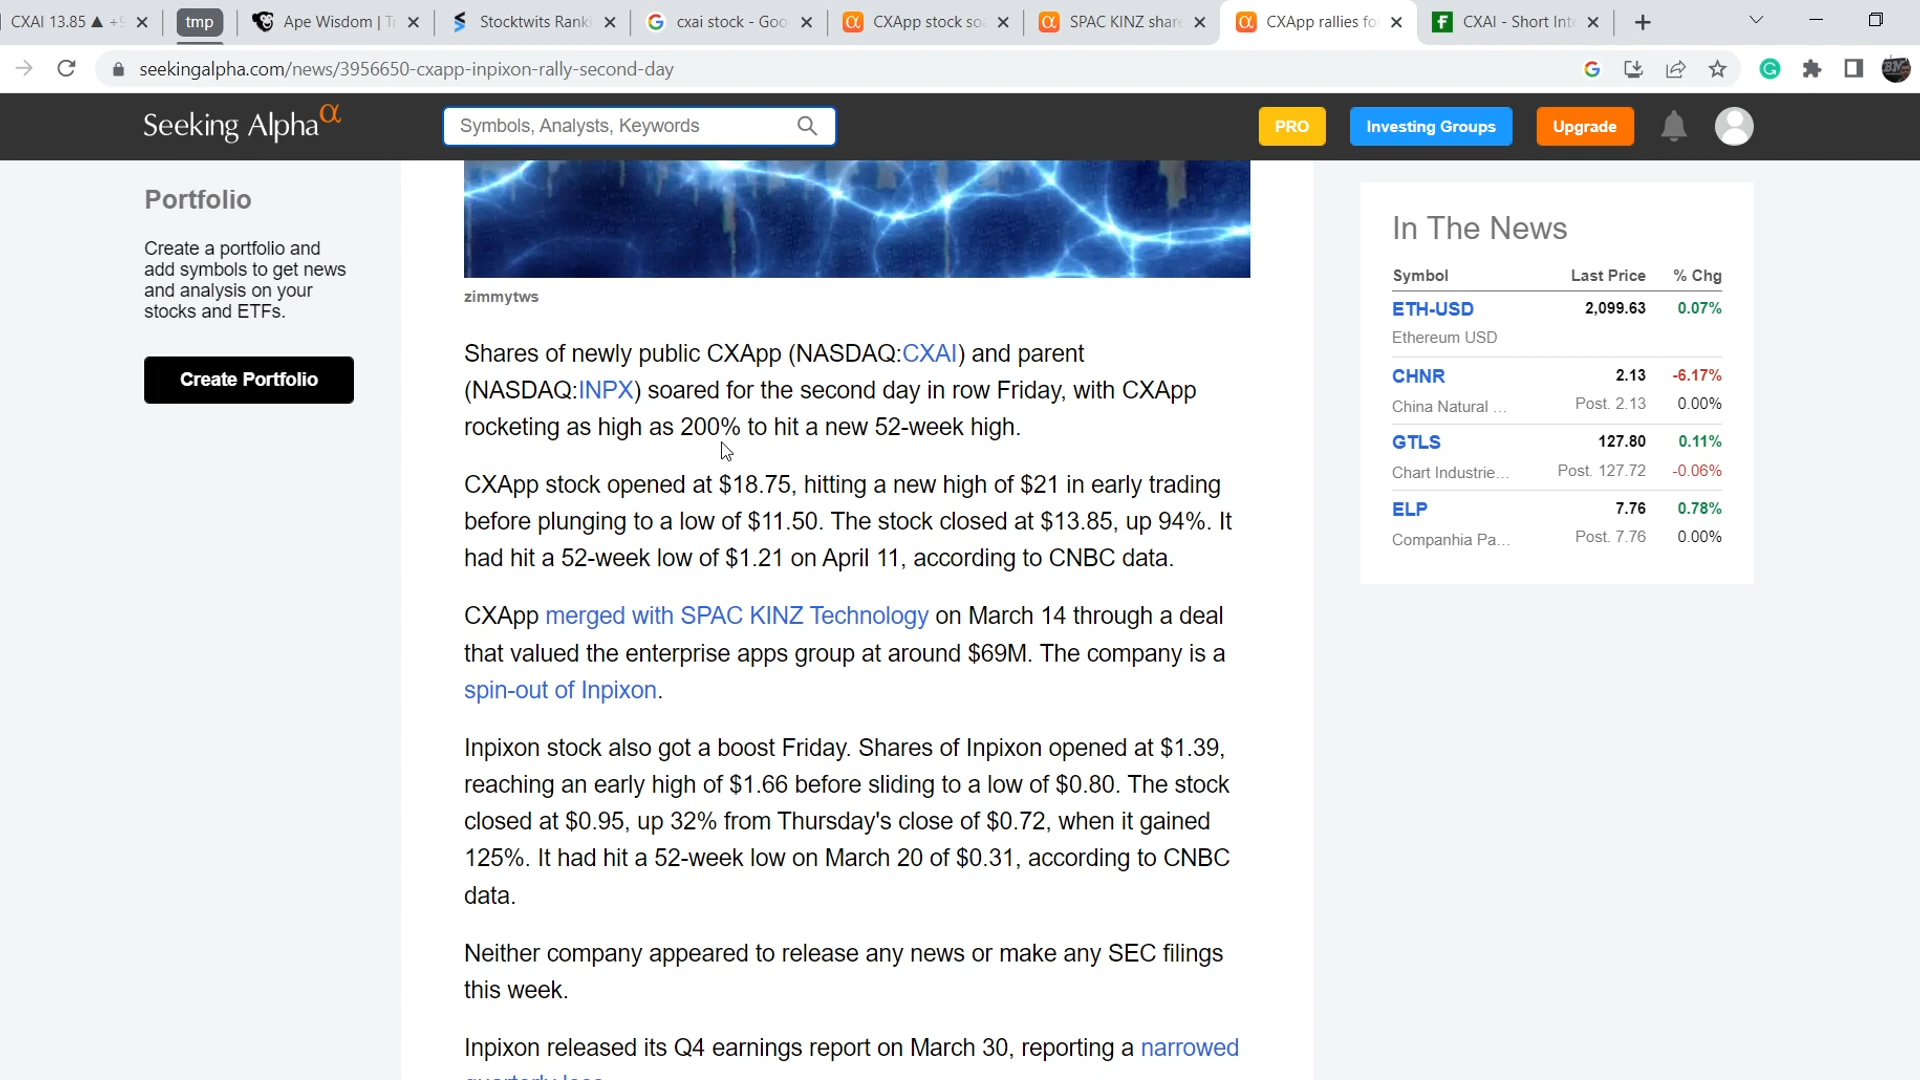 CXAI 13.85 ▲ +9
tmp
Ape Wisdom | Tr
Stocktwits Ranki
cxai stock - Goo
CXApp stock soa
SPAC KINZ share
CXApp rallies for
CXAI - Short Inte
seekingalpha.com/news/3956650-cxapp-inpixon-rally-second-day
Seeking Alpha α
Symbols, Analysts, Keywords
PRO
Investing Groups
Upgrade
Portfolio
Create a portfolio and
add symbols to get news
and analysis on your
stocks and ETFs.
Create Portfolio
zimmytws
Shares of newly public CXApp (NASDAQ:CXAI) and parent
(NASDAQ:INPX) soared for the second day in row Friday, with CXApp
rocketing as high as 200% to hit a new 52-week high.
CXApp stock opened at $18.75, hitting a new high of $21 in early trading
before plunging to a low of $11.50. The stock closed at $13.85, up 94%. It
had hit a 52-week low of $1.21 on April 11, according to CNBC data.
CXApp merged with SPAC KINZ Technology on March 14 through a deal
that valued the enterprise apps group at around $69M. The company is a
spin-out of Inpixon.
Inpixon stock also got a boost Friday. Shares of Inpixon opened at $1.39,
reaching an early high of $1.66 before sliding to a low of $0.80. The stock
closed at $0.95, up 32% from Thursday's close of $0.72, when it gained
125%. It had hit a 52-week low on March 20 of $0.31, according to CNBC
data.
Neither company appeared to release any news or make any SEC filings
this week.
Inpixon released its Q4 earnings report on March 30, reporting a narrowed
quarterly loss.
In The News
Symbol Last Price % Chg
ETH-USD 2,099.63 0.07%
Ethereum USD
CHNR 2.13 -6.17%
China Natural ... Post. 2.13 0.00%
GTLS 127.80 0.11%
Chart Industrie... Post. 127.72 -0.06%
ELP 7.76 0.78%
Companhia Pa... Post. 7.76 0.00%